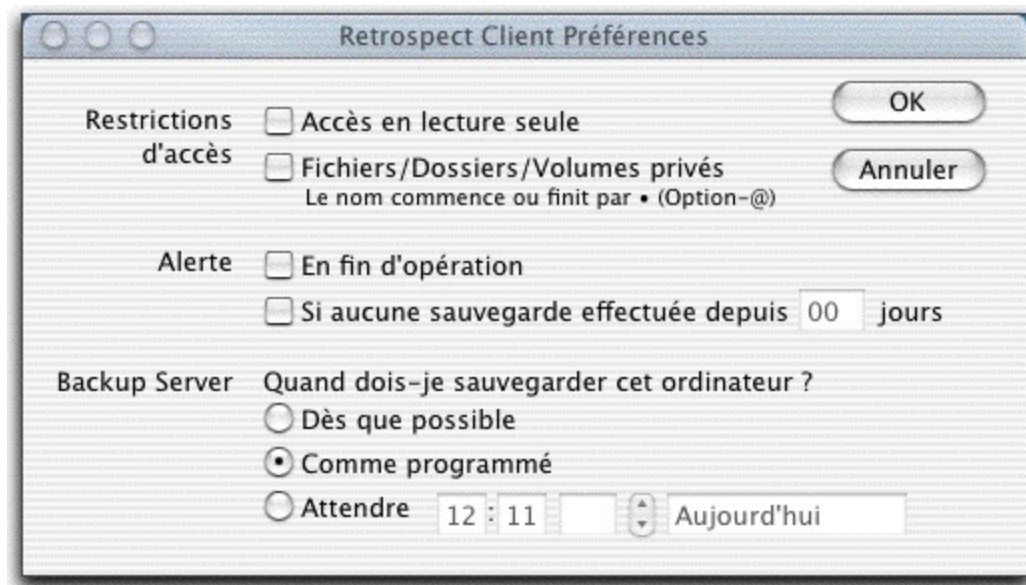 Retrospect Client Préférences
Restrictions d'accès
Accès en lecture seule
Fichiers/Dossiers/Volumes privés
Le nom commence ou finit par • (Option-@)
OK
Annuler
Alerte
En fin d'opération
Si aucune sauvegarde effectuée depuis 00 jours
Backup Server
Quand dois-je sauvegarder cet ordinateur ?
Dès que possible
Comme programmé
Attendre 12 : 11 Aujourd'hui